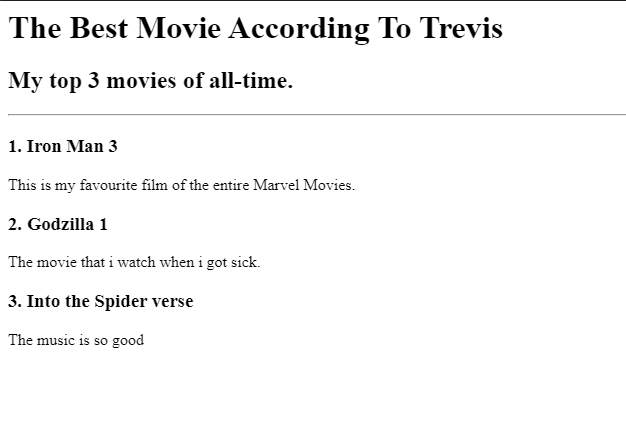 The Best Movie According To Trevis
My top 3 movies of all-time.
1. Iron Man 3
This is my favourite film of the entire Marvel Movies.
2. Godzilla 1
The movie that i watch when i got sick.
3. Into the Spider verse
The music is so good